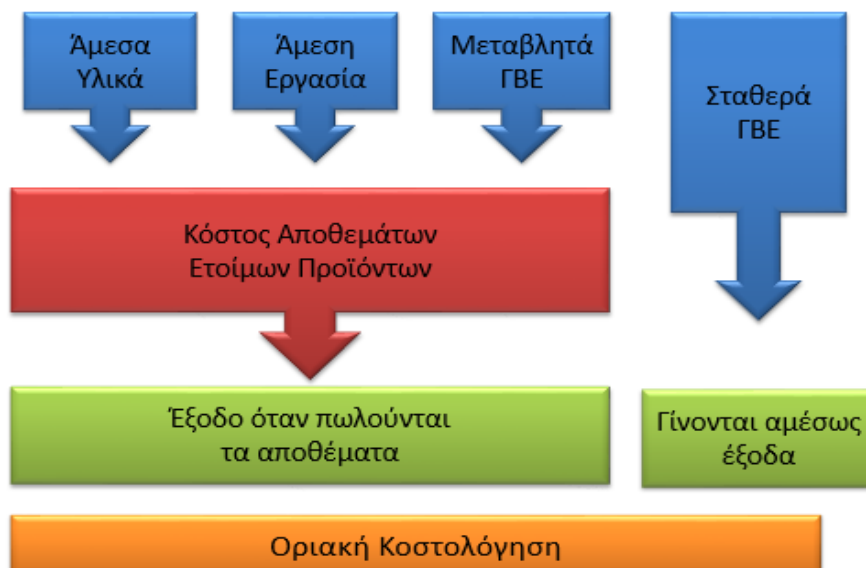 Άμεσα
Υλικά
Άμεση
Εργασία
Μεταβλητά
ΓΒΕ
Σταθερά
ΓΒΕ
Κόστος Αποθεμάτων
Ετοίμων Προϊόντων
Έξοδο όταν πωλούνται
τα αποθέματα
Γίνονται αμέσως
έξοδα
Οριακή Κοστολόγηση